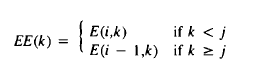 EE(k) = { E(i,k) if k < j
E(i − 1,k) if k ≥ j